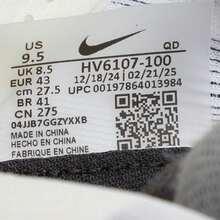 US
9.5
QD
UK 8.5
EUR 43
cm 27.5
BR 41
CN 275
HV6107-100
12/18/24 02/21/25
UPC 00197864013984
04JJB7GGZYXXB
MADE IN CHINA
HECHO EN CHINA
FABRIQUE EN CHINE